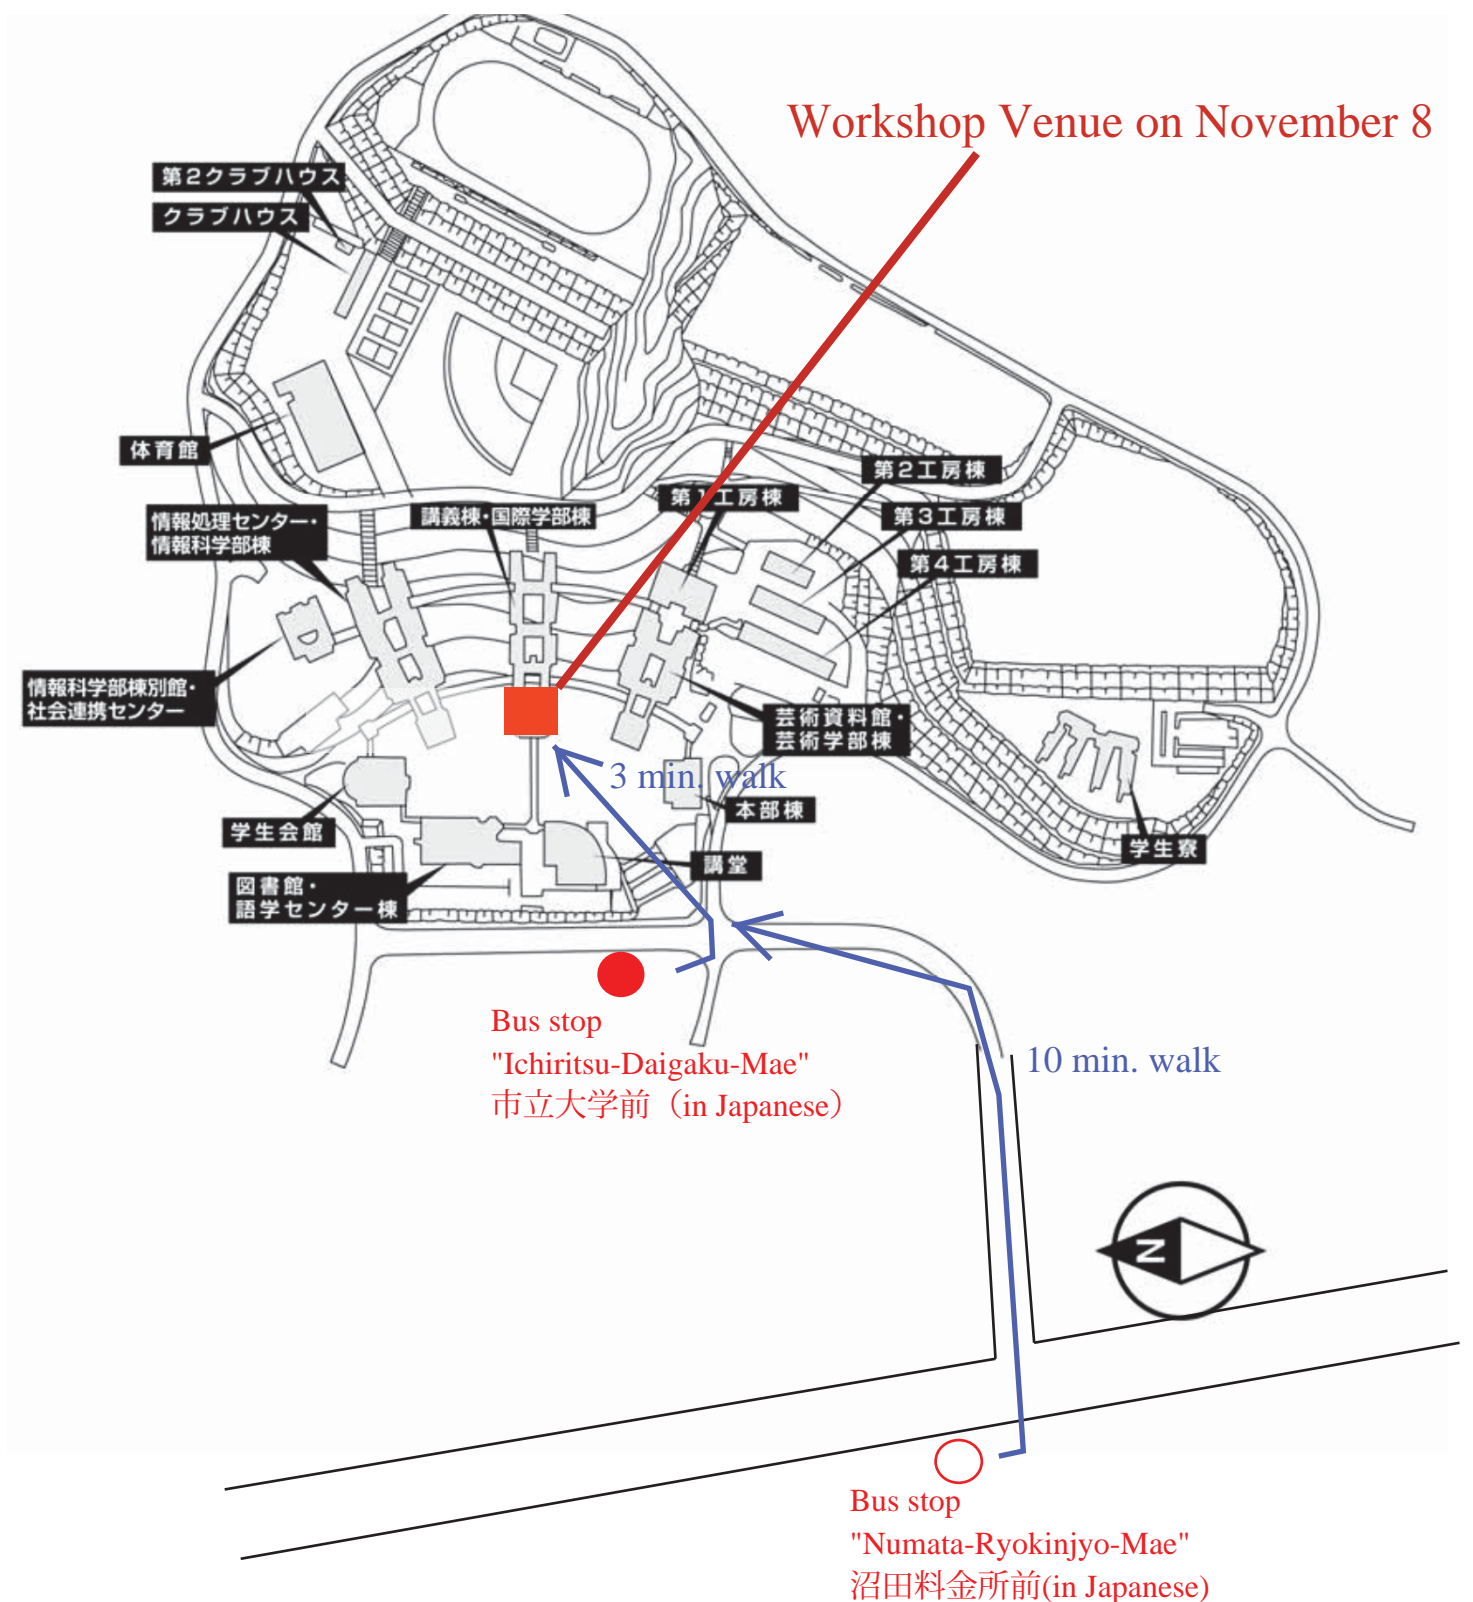 Workshop Venue on November 8
第2クラブハウス
クラブハウス
体育館
第2工房棟
第1工房棟
講義棟・国際学部棟
情報処理センター・
情報科学部棟
第3工房棟
第4工房棟
情報科学部棟別館・
社会連携センター
芸術資料館・
芸術学部棟
3 min. walk
本部棟
学生会館
学生寮
講堂
図書館・
語学センター棟
Bus stop
"Ichiritsu-Daigaku-Mae"
市立大学前（in Japanese）
10 min. walk
N
Bus stop
"Numata-Ryokinjyo-Mae"
沼田料金所前(in Japanese)